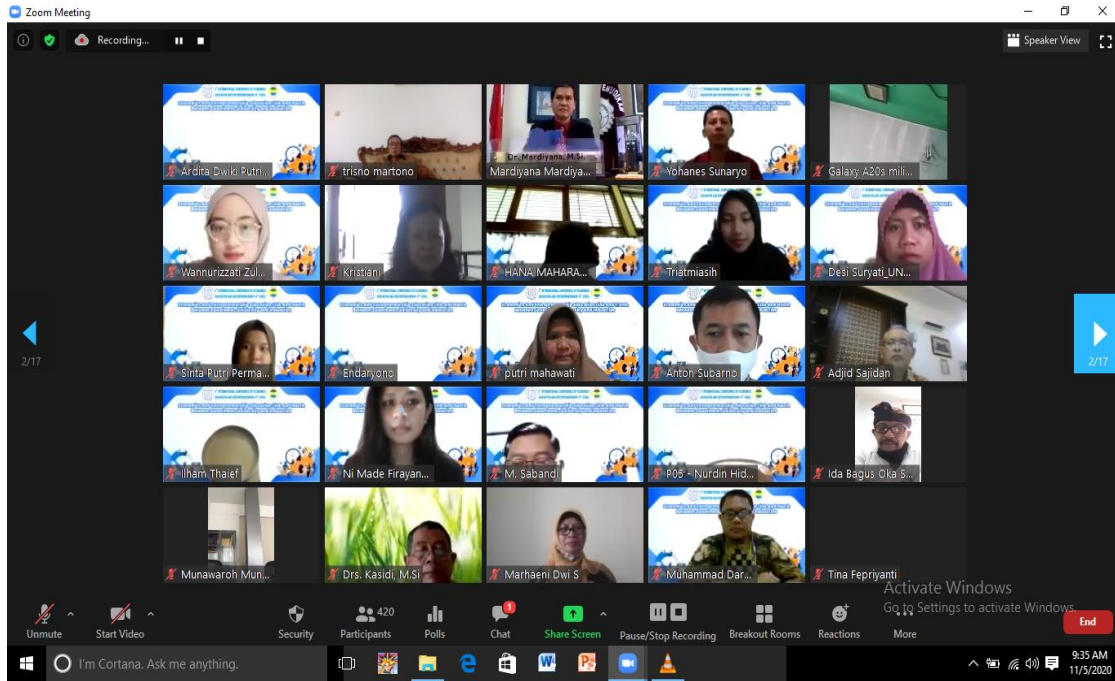 Zoom Meeting
Recording...
Speaker View
Ardita Dwiki Putri...
trisno martono
Dr. Mardiyana, M.Si.
Mardiyana Mardiya...
Yohanes Sunaryo
Galaxy A20s mili...
Wannurizzati Zul...
Kristiani
HANA MAHARA...
Triatmiasih
Desi Suryati_UN...
2/17
2/17
Sinta Putri Perma...
Endaryono
putri mahawati
Anton Subarno
Adjid Sajidan
Ilham Thaief
Ni Made Firayan...
M. Sabandi
P05 - Nurdin Hid...
Ida Bagus Oka S...
Munawaroh Mun...
Drs. Kasidi, M.Si
Marhaeni Dwi S
Muhammad Dar...
Tina Fepriyanti
Activate Windows
Go to Settings to activate Windows.
Unmute
Start Video
Security
420
Participants
Polls
1
Chat
Share Screen
Pause/Stop Recording
Breakout Rooms
Reactions
More
End
I'm Cortana. Ask me anything.
9:35 AM
11/5/2020